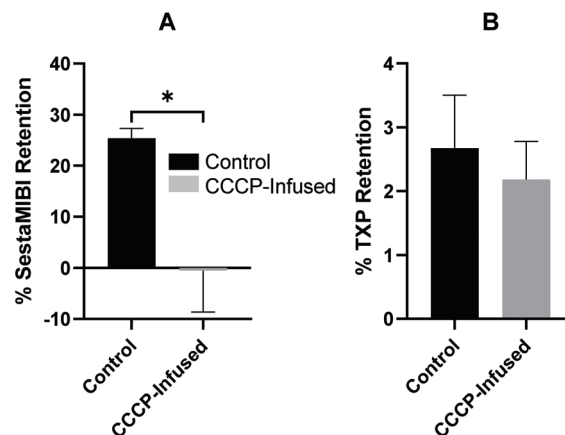 A
% SestaMIBI Retention
40
30
20
10
0
-10
*
Control
CCCP-Infused
Control
CCCP-Infused
B
% TXP Retention
4
3
2
1
0
Control
CCCP-Infused